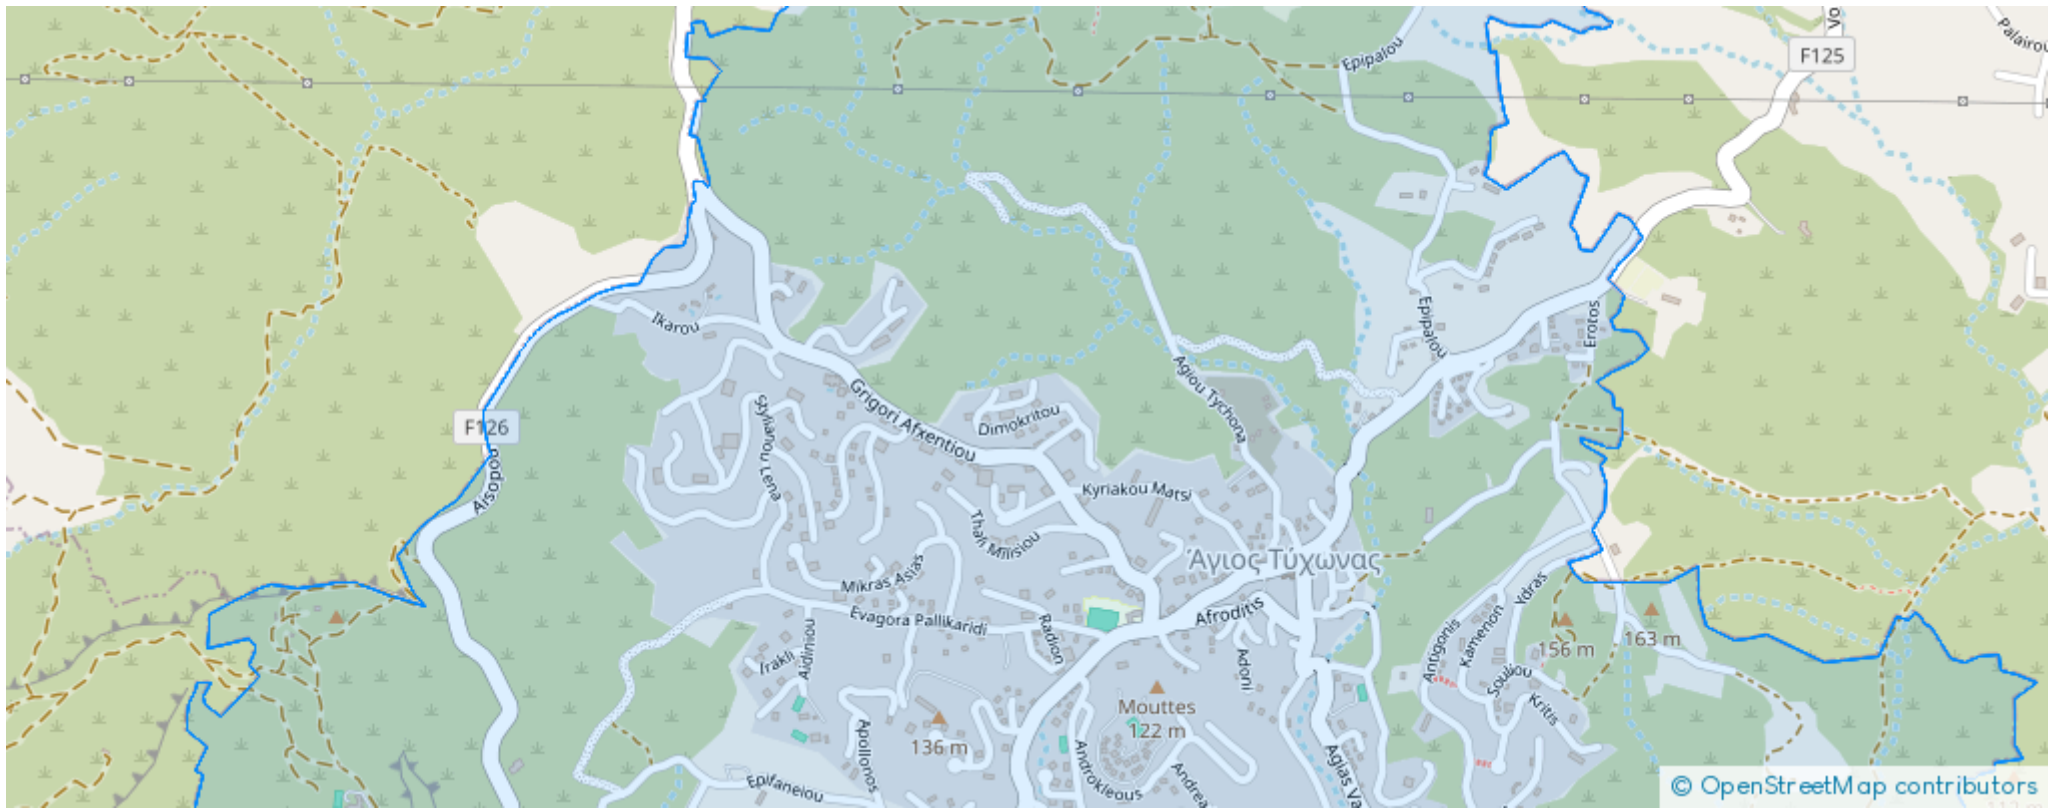 Epipalou
F125
Palairou
Ikarou
Epipalou
Erotos
Agiou Tychona
Grigori Afxentiou
Stylianou Lena
Dimokritou
F126
Aisopou
Kyriakou Matsi
Thali Milisiou
Άγιος Τύχωνας
Mikras Asias
Evagora Pallikaridi
Afroditis
Radion
Irakli
Aidiniou
Adoni
Antigonis
Kamenon
Ydras
156 m
163 m
Souliou
Kritis
Mouttes
122 m
136 m
Apollonos
Androkleous
Andrea
Agias Va
Epifaneiou
© OpenStreetMap contributors